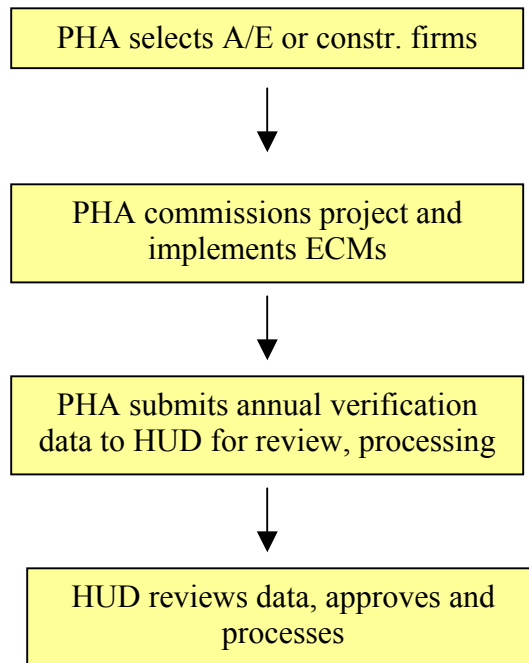 PHA selects A/E or constr. firms
PHA commissions project and
implements ECMs
PHA submits annual verification
data to HUD for review, processing
HUD reviews data, approves and
processes